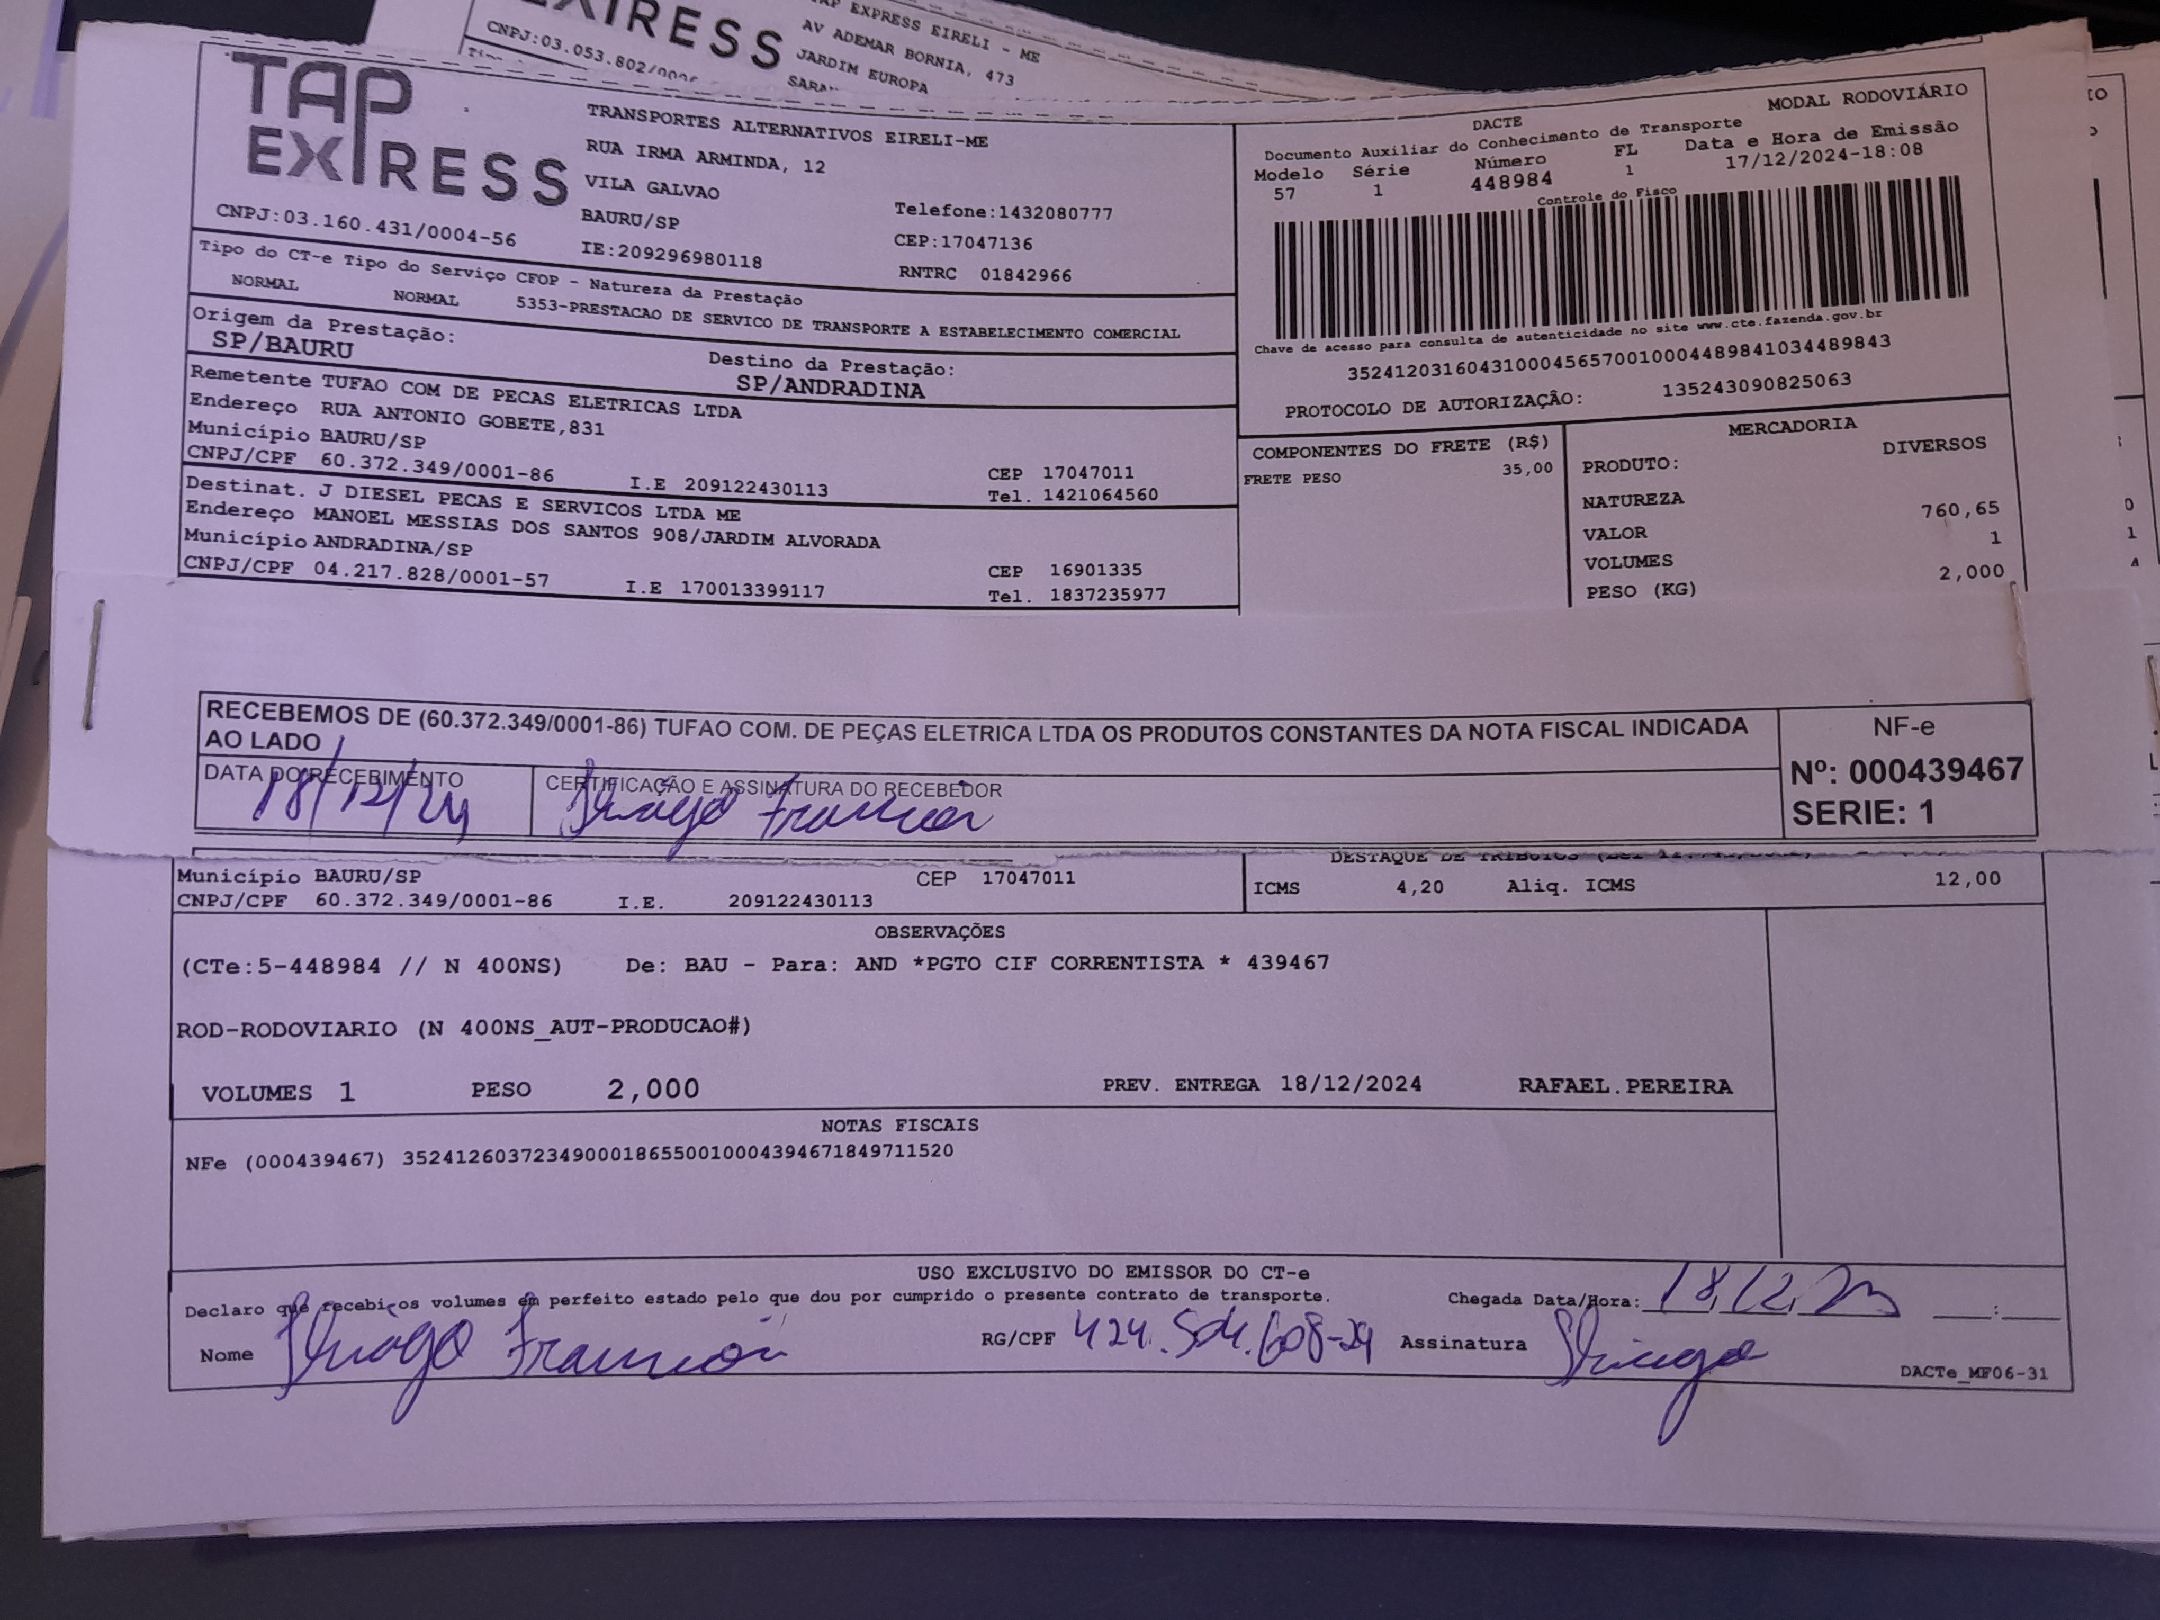 EXPRESS
TAP EXPRESS EIRELI - ME
AV ADEMAR BORNIA, 473
JARDIM EUROPA
CNPJ:03.053.802/
TAP
EXPRESS
TRANSPORTES ALTERNATIVOS EIRELI-ME
RUA IRMA ARMINDA, 12
VILA GALVAO
BAURU/SP
Telefone:1432080777
CEP:17047136
CNPJ:03.160.431/0004-56
IE:209296980118
RNTRC 01842966
DACTE
MODAL RODOVIÁRIO
Documento Auxiliar do Conhecimento de Transporte
Modelo Série Número FL Data e Hora de Emissão
57 1 448984 1 17/12/2024-18:08
Controle do Fisco
Chave de acesso para consulta de autenticidade no site www.cte.fazenda.gov.br
35241203160431000456570010004489841034489843
PROTOCOLO DE AUTORIZAÇÃO: 135243090825063
Tipo do CT-e Tipo do Serviço CFOP - Natureza da Prestação
NORMAL NORMAL 5353-PRESTACAO DE SERVICO DE TRANSPORTE A ESTABELECIMENTO COMERCIAL
Origem da Prestação:
SP/BAURU
Destino da Prestação:
SP/ANDRADINA
Remetente TUFAO COM DE PECAS ELETRICAS LTDA
Endereço RUA ANTONIO GOBETE,831
Município BAURU/SP
CEP 17047011
CNPJ/CPF 60.372.349/0001-86 I.E 209122430113 Tel. 1421064560
Destinat. J DIESEL PECAS E SERVICOS LTDA ME
Endereço MANOEL MESSIAS DOS SANTOS 908/JARDIM ALVORADA
Município ANDRADINA/SP
CEP 16901335
CNPJ/CPF 04.217.828/0001-57 I.E 170013399117 Tel. 1837235977
COMPONENTES DO FRETE (R$)
FRETE PESO 35,00
MERCADORIA
PRODUTO: DIVERSOS
NATUREZA
VALOR 760,65
VOLUMES 1
PESO (KG) 2,000
RECEBEMOS DE (60.372.349/0001-86) TUFAO COM. DE PEÇAS ELETRICA LTDA OS PRODUTOS CONSTANTES DA NOTA FISCAL INDICADA
AO LADO
DATA DO RECEBIMENTO
18/12/24
CERTIFICAÇÃO E ASSINATURA DO RECEBEDOR
Thiago
NF-e
Nº: 000439467
SERIE: 1
Município BAURU/SP CEP 17047011
CNPJ/CPF 60.372.349/0001-86 I.E. 209122430113
DESTAQUE DE TRIBUTOS
ICMS 4,20 Aliq. ICMS 12,00
OBSERVAÇÕES
(CTe:5-448984 // N 400NS) De: BAU - Para: AND *PGTO CIF CORRENTISTA * 439467
ROD-RODOVIARIO (N 400NS_AUT-PRODUCAO#)
VOLUMES 1 PESO 2,000 PREV. ENTREGA 18/12/2024 RAFAEL.PEREIRA
NOTAS FISCAIS
NFe (000439467) 35241260372349000186550010004394671849711520
USO EXCLUSIVO DO EMISSOR DO CT-e
Declaro que recebi os volumes em perfeito estado pelo que dou por cumprido o presente contrato de transporte.
Chegada Data/Hora: 18,12, :
Nome Thiago RG/CPF 424.504.608-29 Assinatura Thiago
DACTe_MF06-31